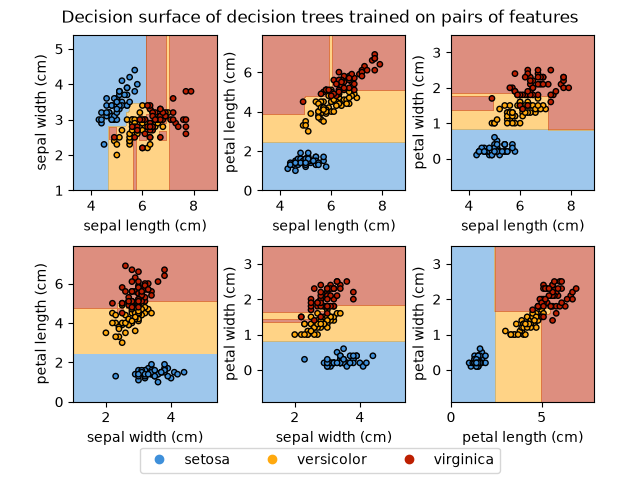 Decision surface of decision trees trained on pairs of features
5
4
3
2
1
sepal width (cm)
4
6
8
sepal length (cm)
6
4
2
0
petal length (cm)
4
6
8
sepal length (cm)
3
2
1
0
petal width (cm)
4
6
8
sepal length (cm)
6
4
2
0
petal length (cm)
2
4
sepal width (cm)
3
2
1
0
petal width (cm)
2
4
sepal width (cm)
3
2
1
0
petal width (cm)
0
5
petal length (cm)
setosa
versicolor
virginica